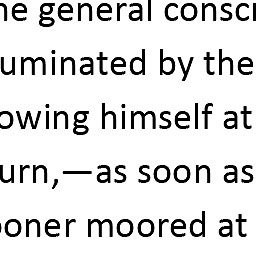 he general consci
uminated by the
owing himself at
urn,—as soon as
ooner moored at